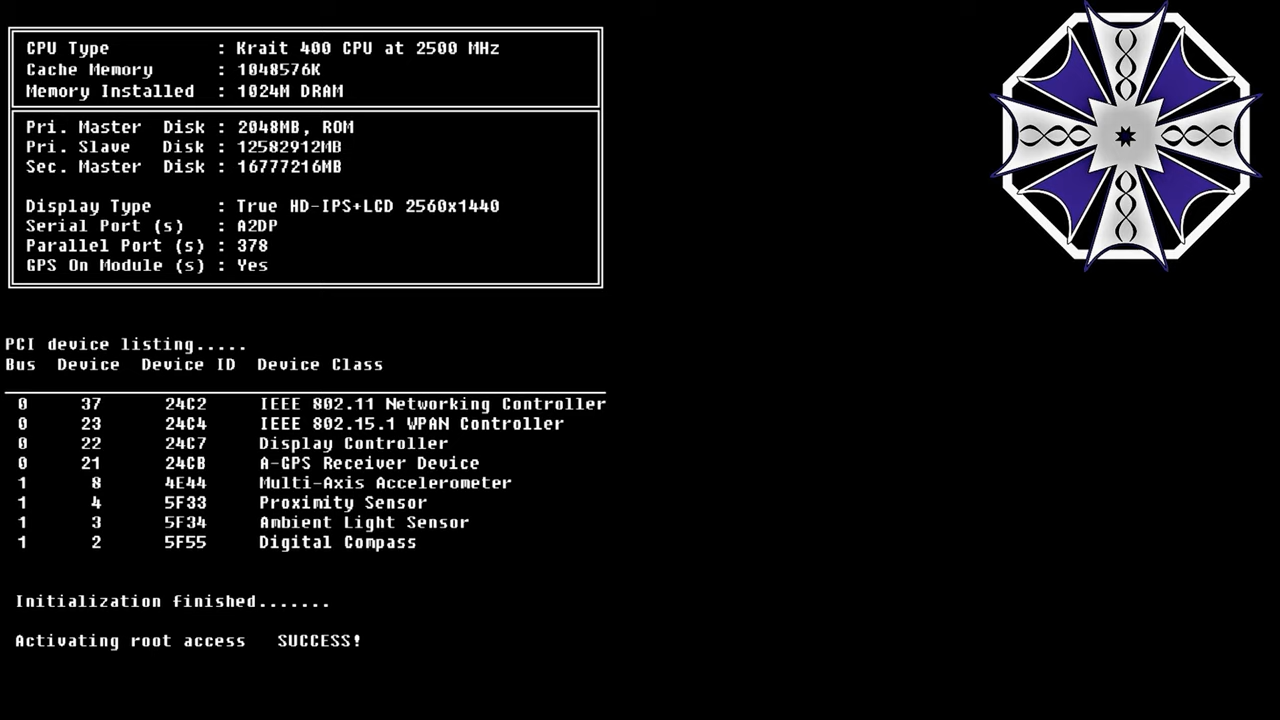 CPU Type : Krait 400 CPU at 2500 MHz
Cache Memory : 1048576K
Memory Installed : 1024M DRAM
Pri. Master Disk : 2048MB, ROM
Pri. Slave Disk : 12582912MB
Sec. Master Disk : 16777216MB
Display Type : True HD-IPS+LCD 2560x1440
Serial Port (s) : A2DP
Parallel Port (s) : 378
GPS On Module (s) : Yes
PCI device listing.....
Bus Device Device ID Device Class
0 37 24C2 IEEE 802.11 Networking Controller
0 23 24C4 IEEE 802.15.1 WPAN Controller
0 22 24C7 Display Controller
0 21 24CB A-GPS Receiver Device
1 8 4E44 Multi-Axis Accelerometer
1 4 5F33 Proximity Sensor
1 3 5F34 Ambient Light Sensor
1 2 5F55 Digital Compass
Initialization finished.......
Activating root access SUCCESS!